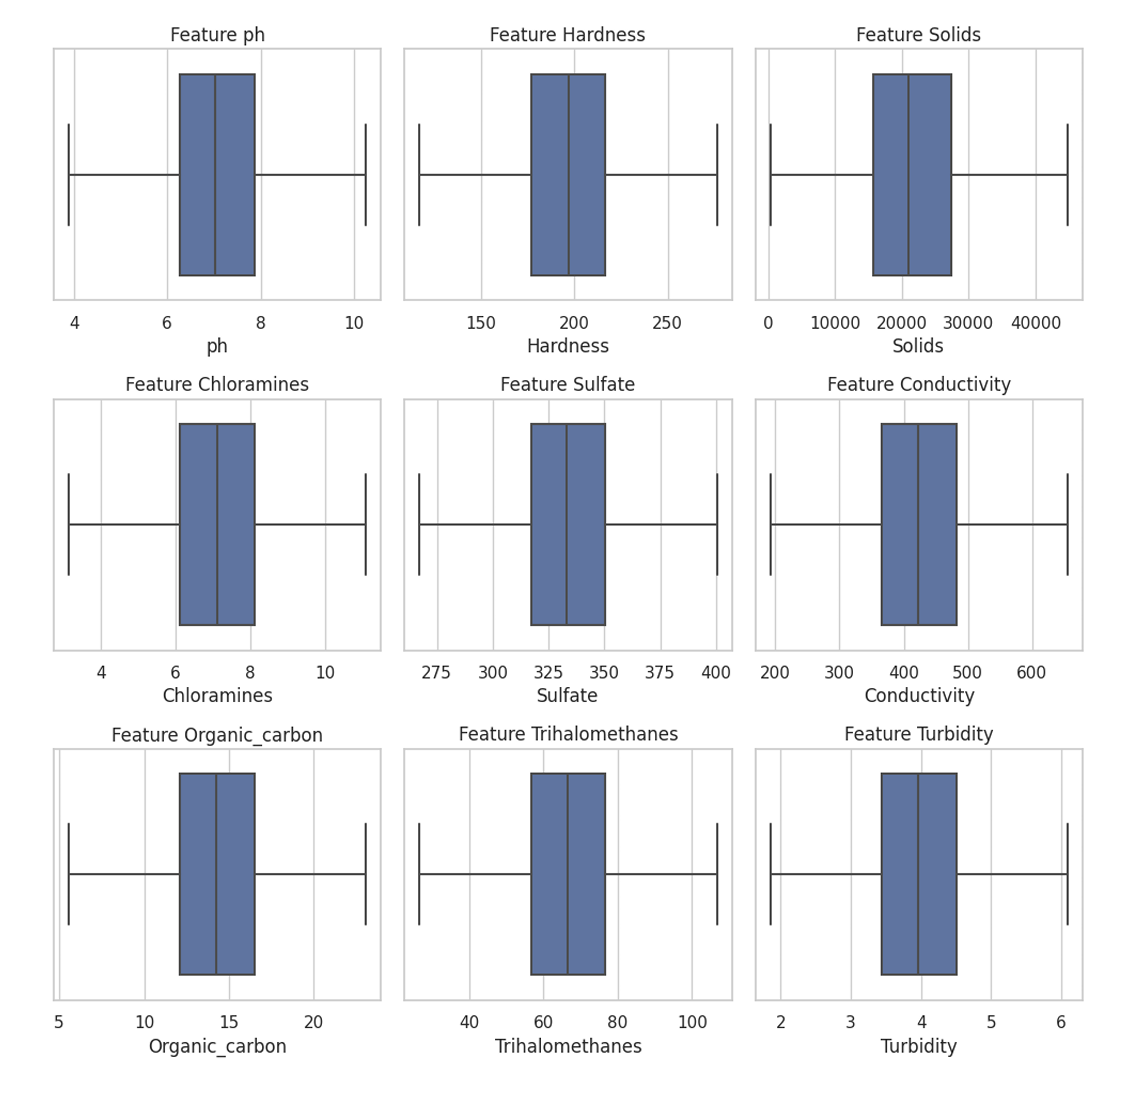 Feature ph
Feature Hardness
Feature Solids
4 6 8 10
150 200 250
0 10000 20000 30000 40000
ph
Hardness
Solids
Feature Chloramines
Feature Sulfate
Feature Conductivity
4 6 8 10
275 300 325 350 375 400
200 300 400 500 600
Chloramines
Sulfate
Conductivity
Feature Organic_carbon
Feature Trihalomethanes
Feature Turbidity
5 10 15 20
40 60 80 100
2 3 4 5 6
Organic_carbon
Trihalomethanes
Turbidity